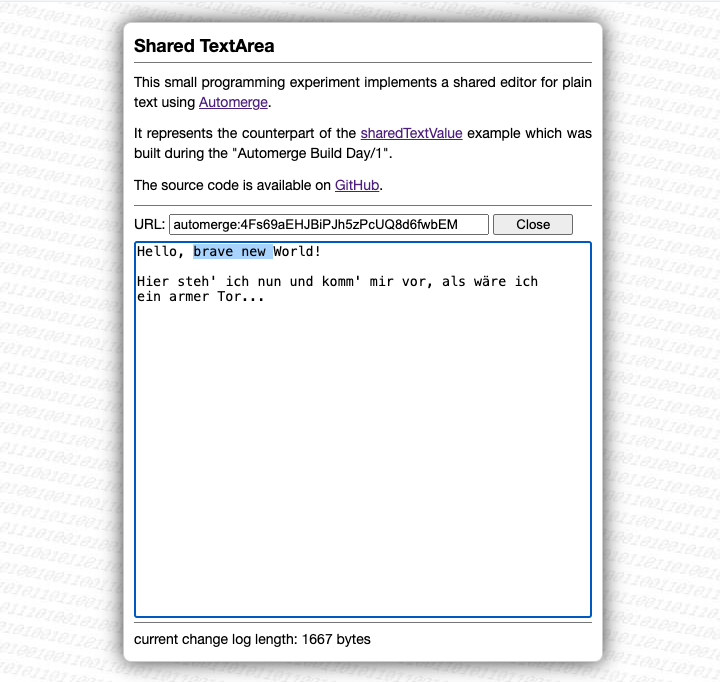 Shared TextArea
This small programming experiment implements a shared editor for plain
text using Automerge.
It represents the counterpart of the sharedTextValue example which was
built during the "Automerge Build Day/1".
The source code is available on GitHub.
URL: automerge:4Fs69aEHJBiPJh5zPcUQ8d6fwbEM Close
Hello, brave new World!
Hier steh' ich nun und komm' mir vor, als wäre ich
ein armer Tor...
current change log length: 1667 bytes